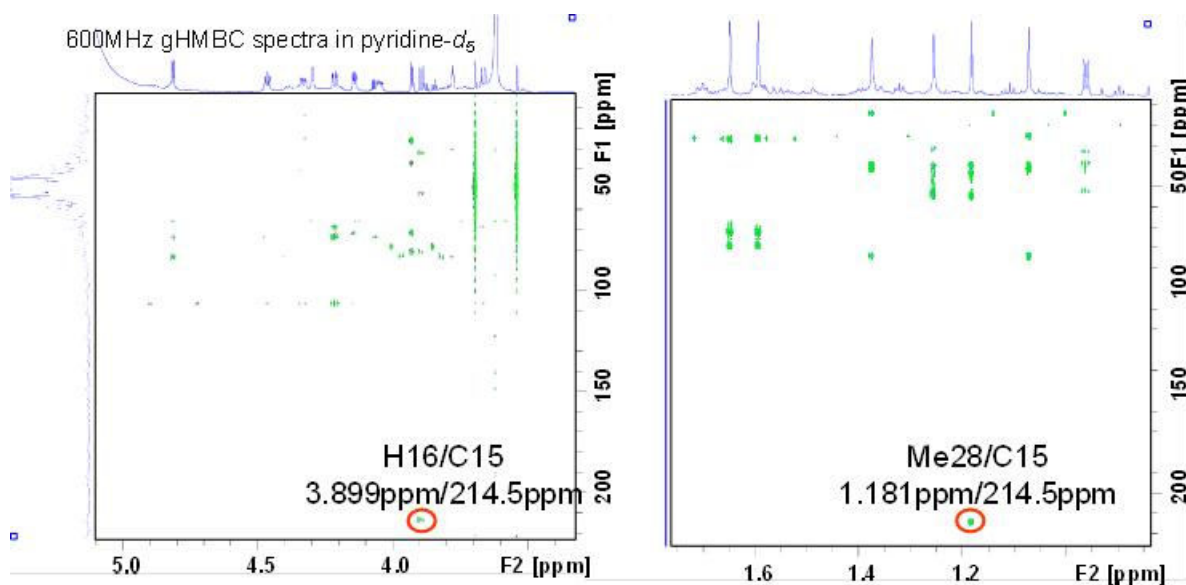 600MHz gHMBC spectra in pyridine-d5
F1 [ppm]
50
100
150
200
H16/C15
3.899ppm/214.5ppm
5.0 4.5 4.0 F2 [ppm]
F1 [ppm]
50
100
150
200
Me28/C15
1.181ppm/214.5ppm
1.6 1.4 1.2 F2 [ppm]